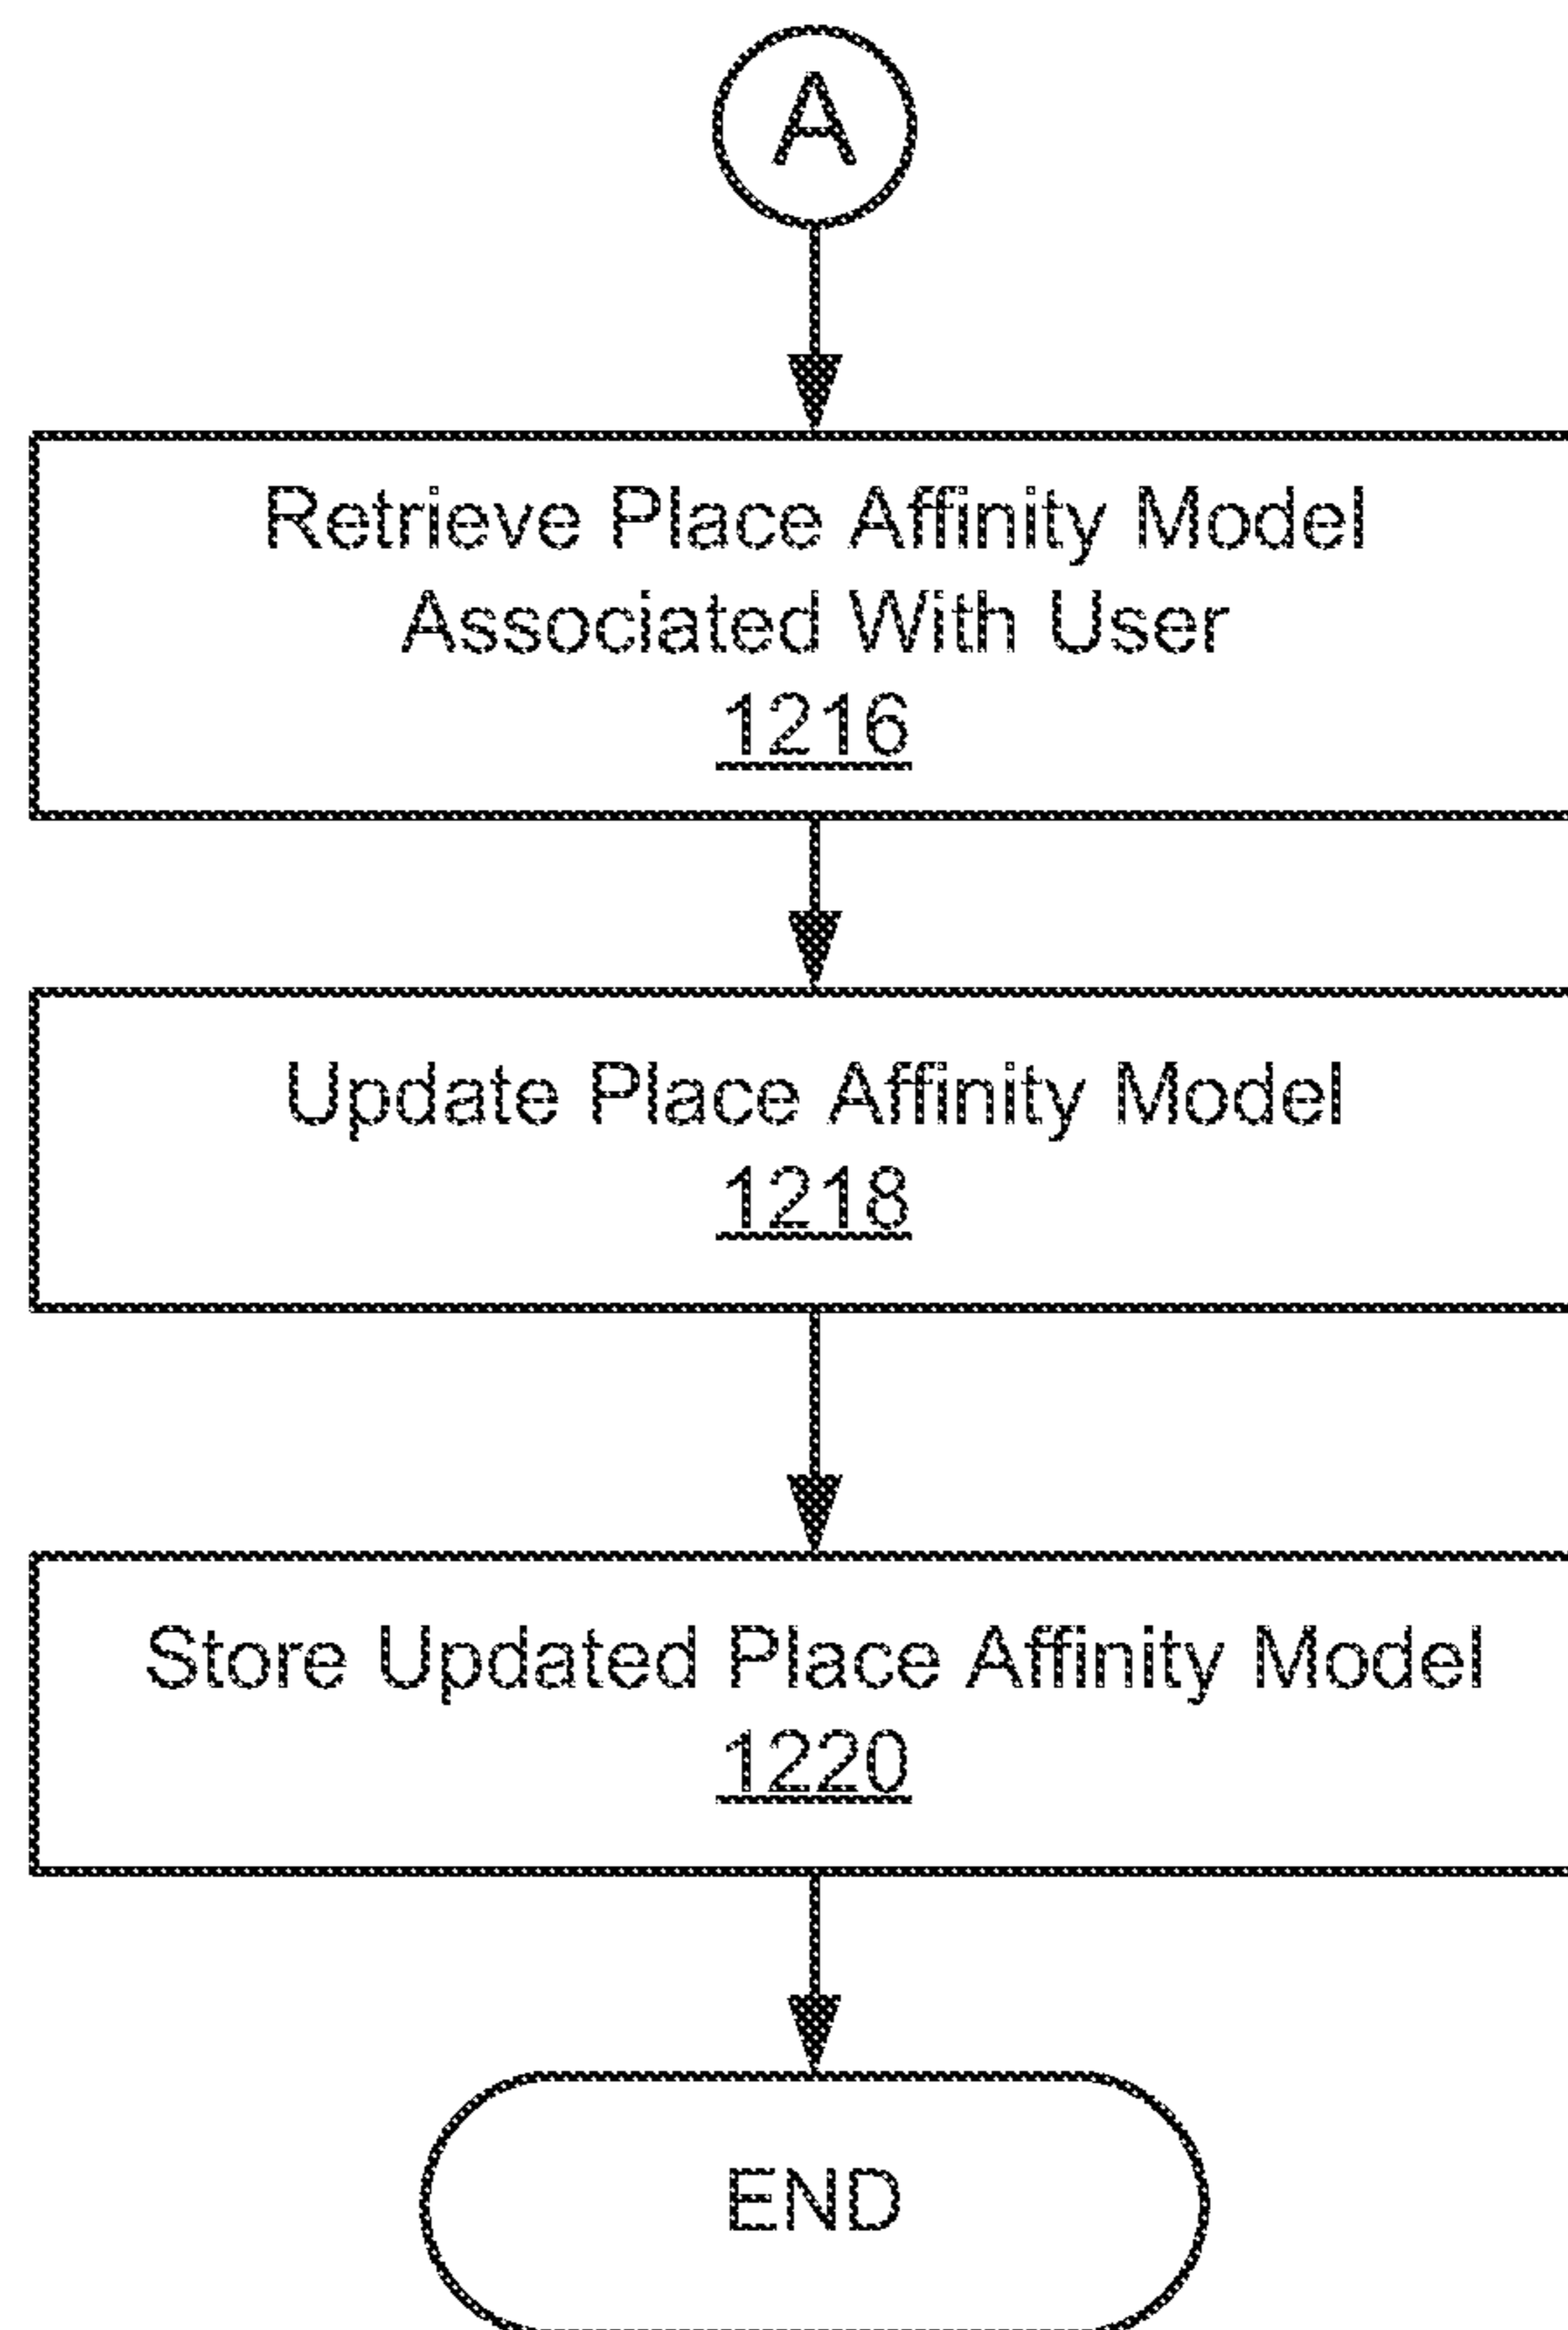 A
Retrieve Place Affinity Model
Associated With User
1216
Update Place Affinity Model
1218
Store Updated Place Affinity Model
1220
END